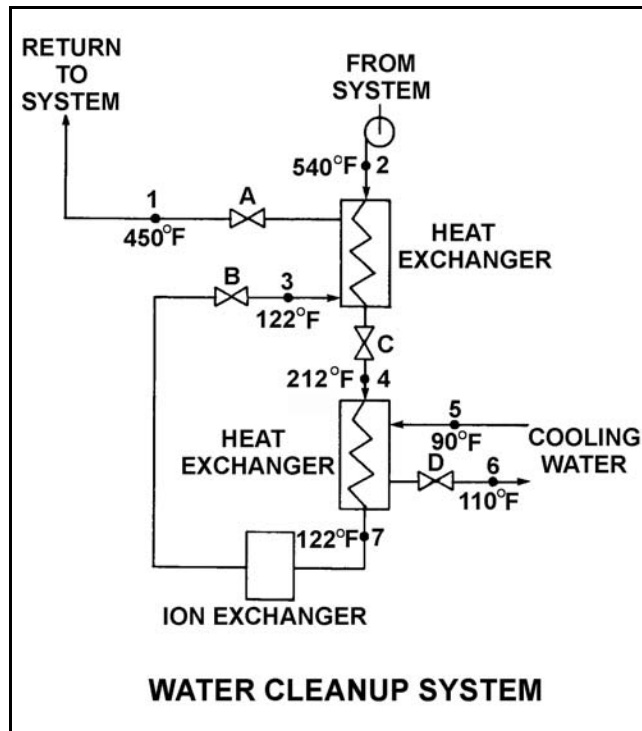 RETURN
TO
SYSTEM
FROM
SYSTEM
540°F
2
1
A
450°F
HEAT
EXCHANGER
B
3
122°F
C
212°F
4
HEAT
EXCHANGER
5
90°F
COOLING
WATER
D
6
110°F
122°F
7
ION EXCHANGER
WATER CLEANUP SYSTEM